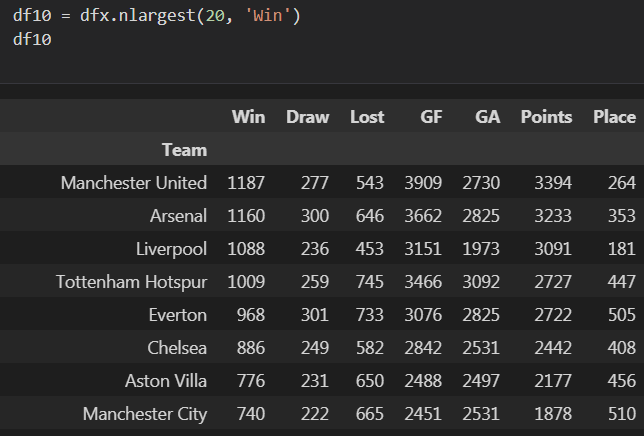 df10 = dfx.nlargest(20, 'Win')
df10
Win Draw Lost GF GA Points Place
Team
Manchester United 1187 277 543 3909 2730 3394 264
Arsenal 1160 300 646 3662 2825 3233 353
Liverpool 1088 236 453 3151 1973 3091 181
Tottenham Hotspur 1009 259 745 3466 3092 2727 447
Everton 968 301 733 3076 2825 2722 505
Chelsea 886 249 582 2842 2531 2442 408
Aston Villa 776 231 650 2488 2497 2177 456
Manchester City 740 222 665 2451 2531 1878 510